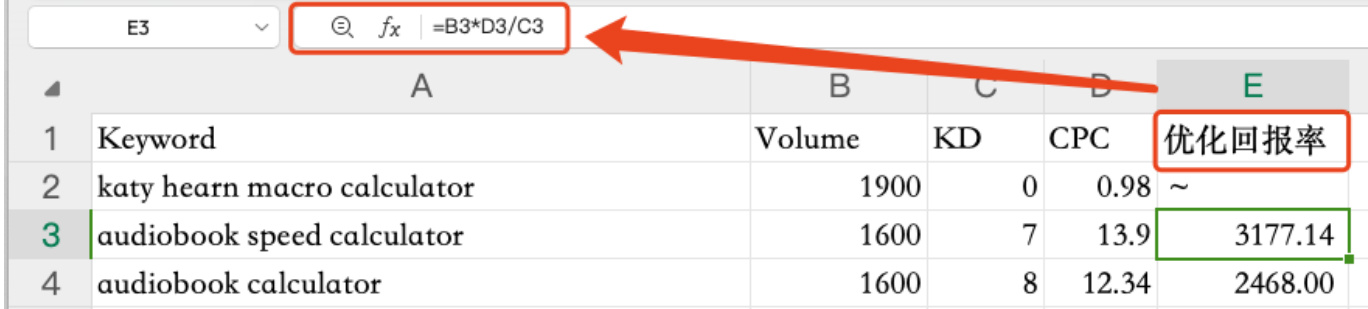 E3 fx =B3*D3/C3
A B C D E
1 Keyword Volume KD CPC 优化回报率
2 katy hearn macro calculator 1900 0 0.98 ~
3 audiobook speed calculator 1600 7 13.9 3177.14
4 audiobook calculator 1600 8 12.34 2468.00